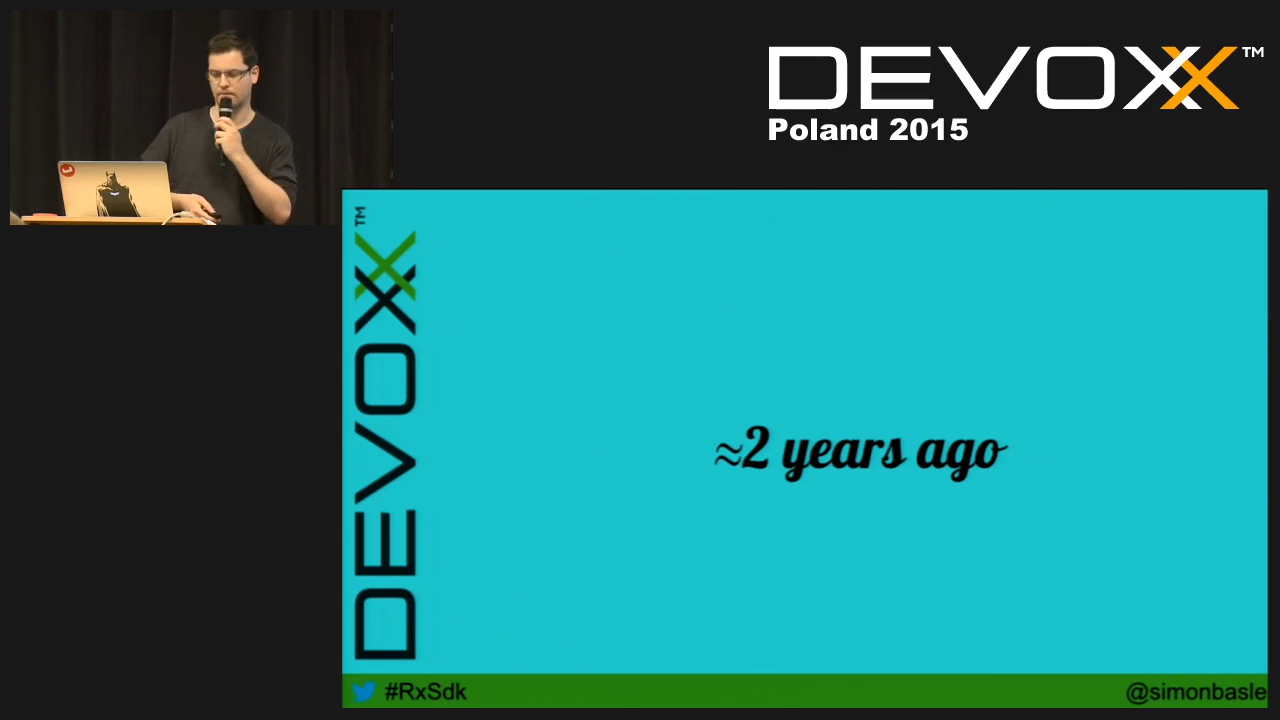 DEVOXX™
Poland 2015
DEVOXX™
≈2 years ago
#RxSdk
@simonbasle